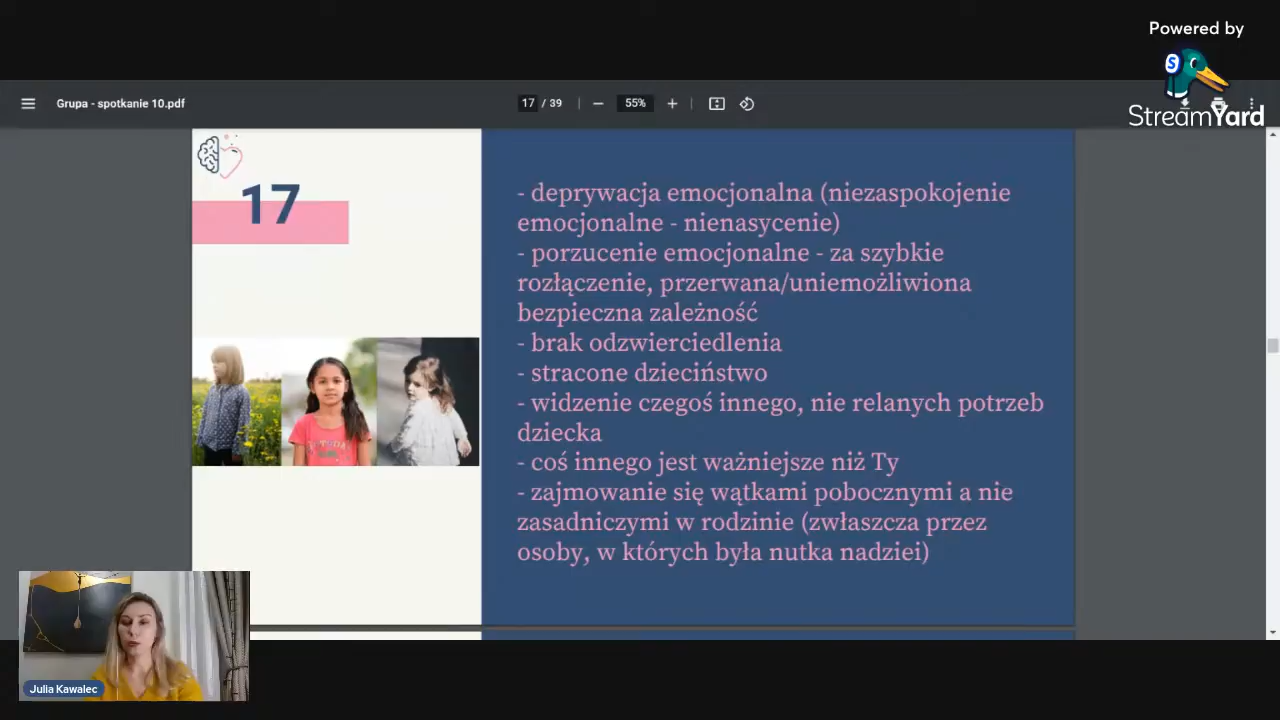 Powered by
StreamYard
Grupa - spotkanie 10.pdf
17 / 39
55%
17
- deprywacja emocjonalna (niezaspokojenie
emocjonalne - nienasycenie)
- porzucenie emocjonalne - za szybkie
rozłączenie, przerwana/uniemożliwiona
bezpieczna zależność
- brak odzwierciedlenia
- stracone dzieciństwo
- widzenie czegoś innego, nie relanych potrzeb
dziecka
- coś innego jest ważniejsze niż Ty
- zajmowanie się wątkami pobocznymi a nie
zasadniczymi w rodzinie (zwłaszcza przez
osoby, w których była nutka nadziei)
Julia Kawalec